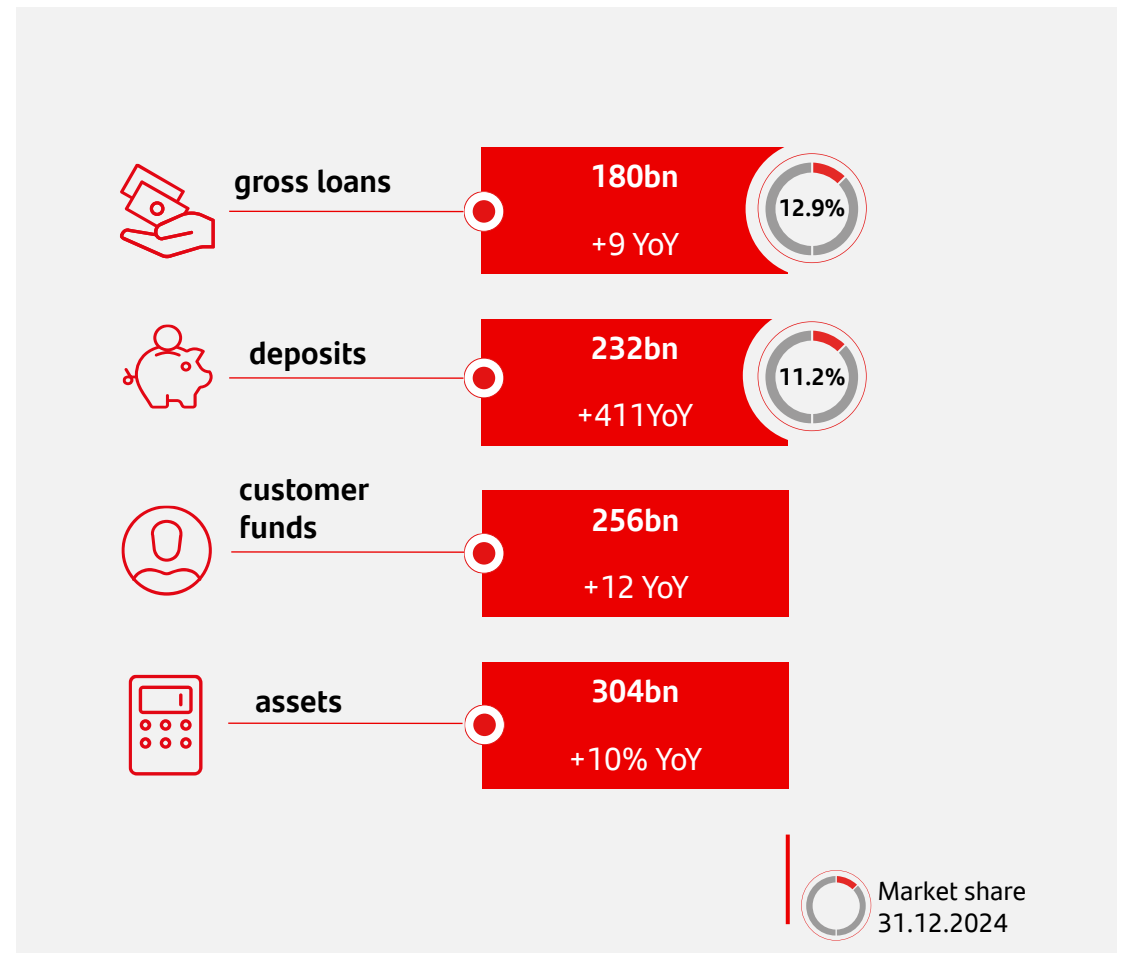 gross loans
180bn
+9 YoY
12.9%
deposits
232bn
+411YoY
11.2%
customer
funds
256bn
+12 YoY
assets
304bn
+10% YoY
Market share
31.12.2024